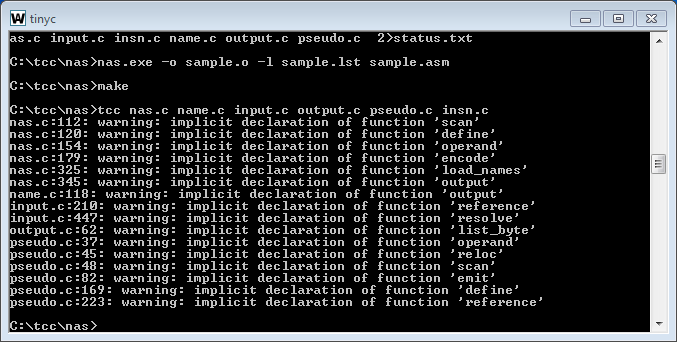 tinyc
as.c input.c insn.c name.c output.c pseudo.c  2>status.txt
C:\tcc\nas>nas.exe -o sample.o -l sample.lst sample.asm
C:\tcc\nas>make
C:\tcc\nas>tcc nas.c name.c input.c output.c pseudo.c insn.c
nas.c:112: warning: implicit declaration of function 'scan'
nas.c:120: warning: implicit declaration of function 'define'
nas.c:154: warning: implicit declaration of function 'operand'
nas.c:179: warning: implicit declaration of function 'encode'
nas.c:325: warning: implicit declaration of function 'load_names'
nas.c:345: warning: implicit declaration of function 'output'
name.c:118: warning: implicit declaration of function 'output'
input.c:210: warning: implicit declaration of function 'reference'
input.c:447: warning: implicit declaration of function 'resolve'
output.c:62: warning: implicit declaration of function 'list_byte'
pseudo.c:37: warning: implicit declaration of function 'operand'
pseudo.c:45: warning: implicit declaration of function 'reloc'
pseudo.c:48: warning: implicit declaration of function 'scan'
pseudo.c:82: warning: implicit declaration of function 'emit'
pseudo.c:169: warning: implicit declaration of function 'define'
pseudo.c:223: warning: implicit declaration of function 'reference'
C:\tcc\nas>